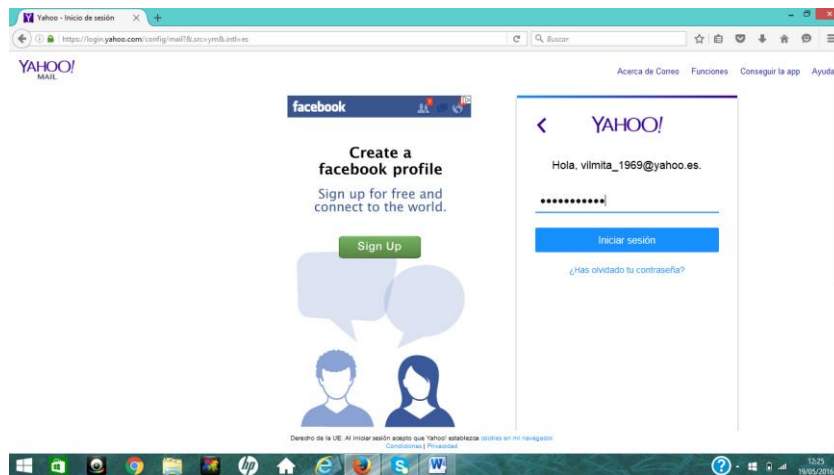 Yahoo - Inicio de sesión
https://login.yahoo.com/config/mail?&.src=ym&.intl=es
Buscar
YAHOO!
MAIL
Acerca de Correo Funciones Conseguir la app Ayuda
facebook
Create a
facebook profile
Sign up for free and
connect to the world.
Sign Up
YAHOO!
Hola, vilmita_1969@yahoo.es.
Iniciar sesión
¿Has olvidado tu contraseña?
Derecho de la UE: Al iniciar sesión acepto que Yahoo! establezca cookies en mi navegador.
Condiciones | Privacidad
hp
12:25
19/05/2016